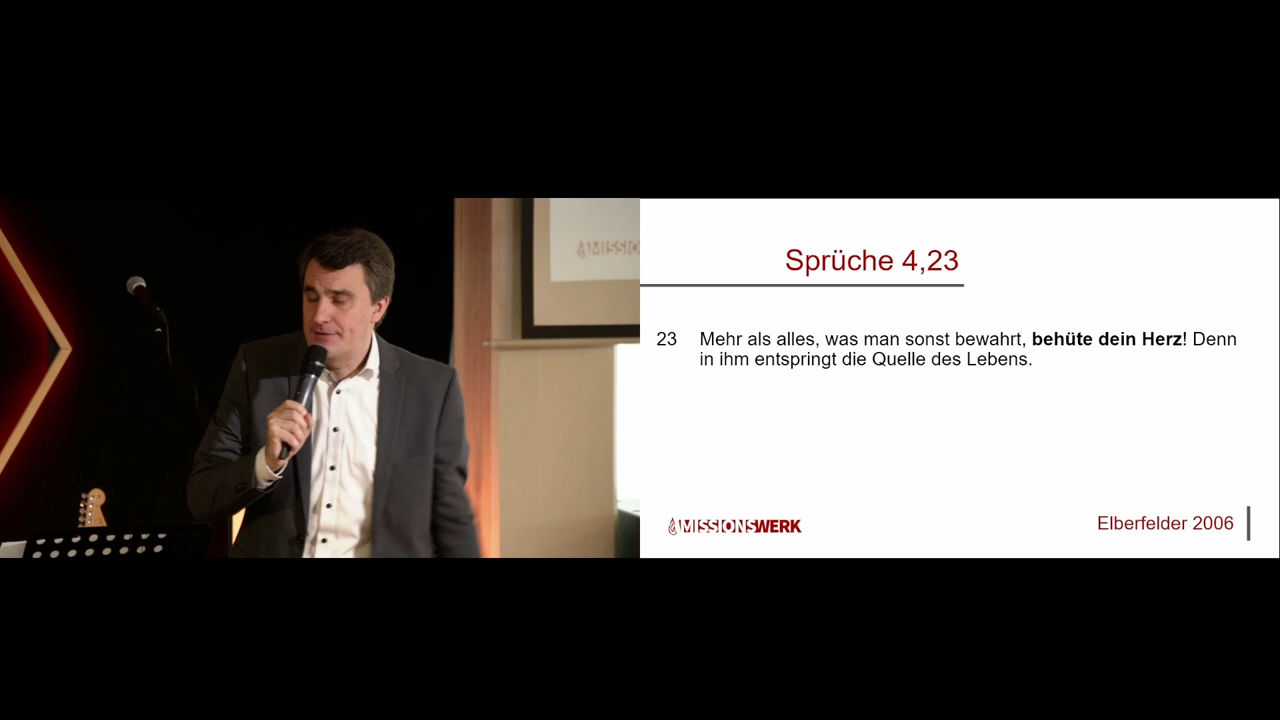 MISSION
Sprüche 4,23
23 Mehr als alles, was man sonst bewahrt, behüte dein Herz! Denn
in ihm entspringt die Quelle des Lebens.
MISSIONSWERK
Elberfelder 2006